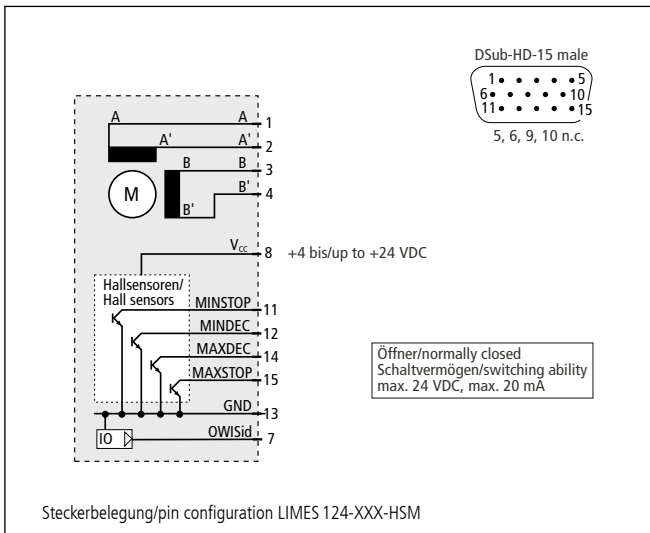 DSub-HD-15 male
1 5
6 10
11 15
5, 6, 9, 10 n.c.
A A 1
A' A' 2
B B 3
M
B' B' 4
Vcc 8 +4 bis/up to +24 VDC
Hallsensoren/
Hall sensors
MINSTOP 11
MINDEC 12
MAXDEC 14
MAXSTOP 15
GND 13
IO OWISid 7
Öffner/normally closed
Schaltvermögen/switching ability
max. 24 VDC, max. 20 mA
Steckerbelegung/pin configuration LIMES 124-XXX-HSM